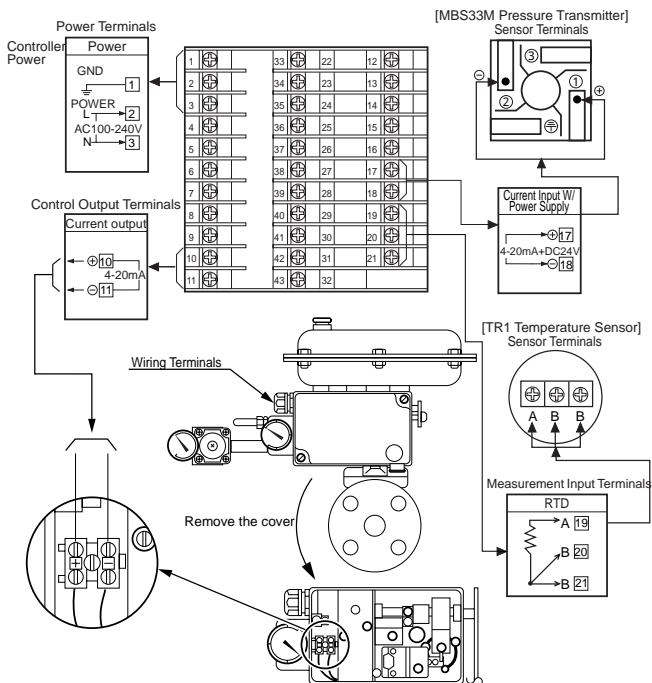 Power Terminals
Controller
Power
Power
GND
1
POWER
L 2
AC100-240V
N 3
Control Output Terminals
Current output
⊕ 10
4-20mA
⊖ 11
1 33 22 12
2 34 23 13
3 35 24 14
4 36 25 15
5 37 26 16
6 38 27 17
7 39 28 18
8 40 29 19
9 41 30 20
10 42 31 21
11 43 32
[MBS33M Pressure Transmitter]
Sensor Terminals
③
⊖
①
②
⊕
Current Input W/
Power Supply
⊕ 17
4-20mA+DC24V
⊖ 18
[TR1 Temperature Sensor]
Sensor Terminals
A B B
Measurement Input Terminals
RTD
A 19
B 20
B 21
Wiring Terminals
Remove the cover
+ −